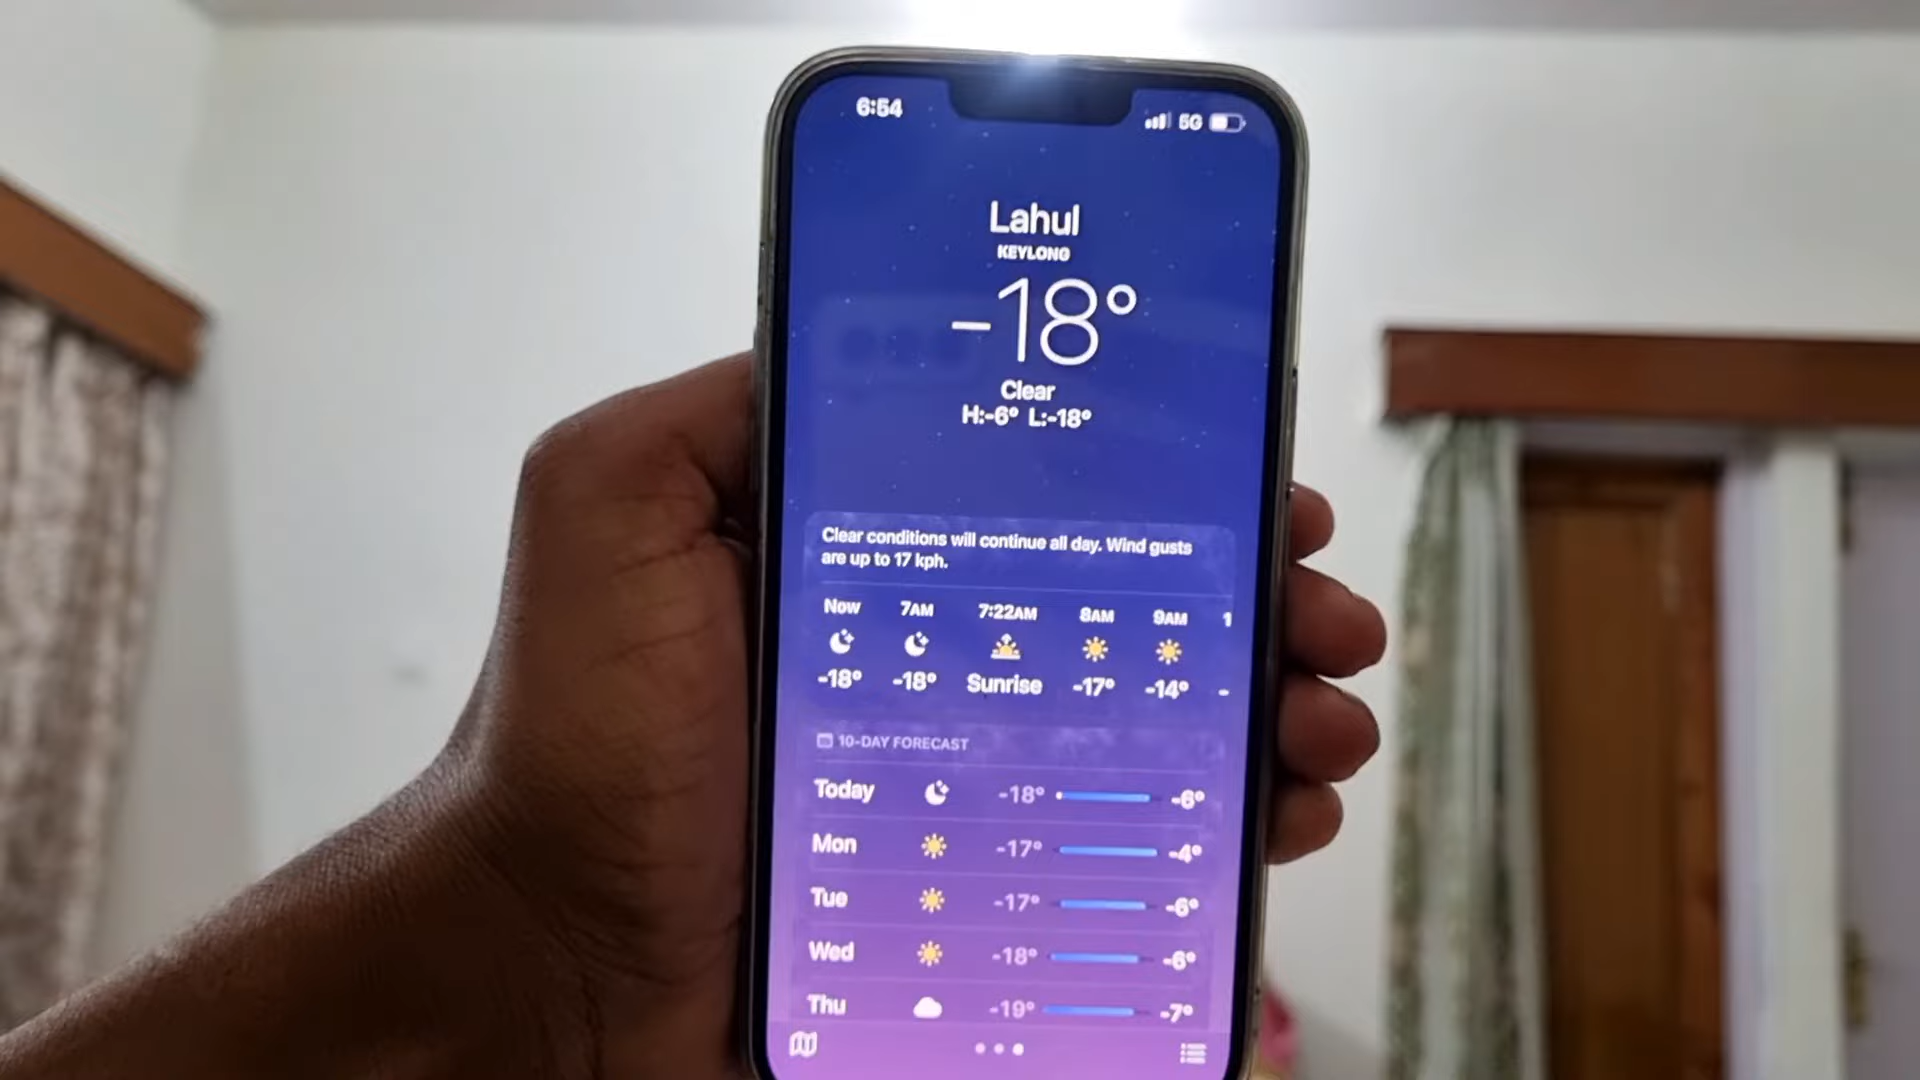 6:54
5G
Lahul
KEYLONG
-18°
Clear
H:-6° L:-18°
Clear conditions will continue all day. Wind gusts
are up to 17 kph.
Now 7AM 7:22AM 8AM 9AM 1
-18° -18° Sunrise -17° -14° -
10-DAY FORECAST
Today -18° -6°
Mon -17° -4°
Tue -17° -6°
Wed -18° -6°
Thu -19° -7°